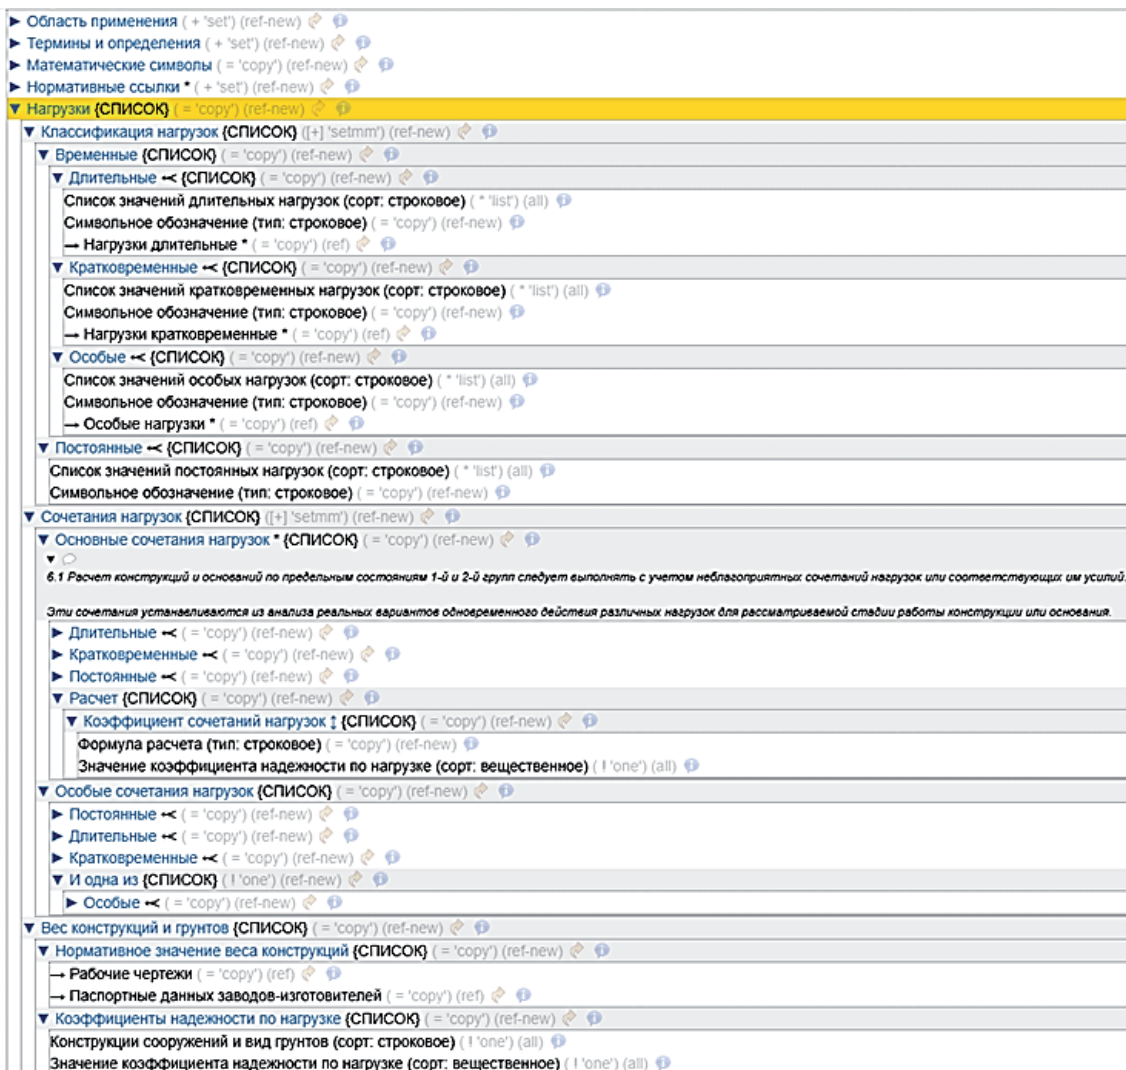 ► Область применения ( + 'set') (ref-new)
► Термины и определения ( + 'set') (ref-new)
► Математические символы ( = 'copy') (ref-new)
► Нормативные ссылки * ( + 'set') (ref-new)
▼ Нагрузки {СПИСОК} ( = 'copy') (ref-new)
▼ Классификация нагрузок {СПИСОК} ([+] 'setmm') (ref-new)
▼ Временные {СПИСОК} ( = 'copy') (ref-new)
▼ Длительные •< {СПИСОК} ( = 'copy') (ref-new)
Список значений длительных нагрузок (сорт: строковое) ( * 'list') (all)
Символьное обозначение (тип: строковое) ( = 'copy') (ref-new)
→ Нагрузки длительные * ( = 'copy') (ref)
▼ Кратковременные •< {СПИСОК} ( = 'copy') (ref-new)
Список значений кратковременных нагрузок (сорт: строковое) ( * 'list') (all)
Символьное обозначение (тип: строковое) ( = 'copy') (ref-new)
→ Нагрузки кратковременные * ( = 'copy') (ref)
▼ Особые •< {СПИСОК} ( = 'copy') (ref-new)
Список значений особых нагрузок (сорт: строковое) ( * 'list') (all)
Символьное обозначение (тип: строковое) ( = 'copy') (ref-new)
→ Особые нагрузки * ( = 'copy') (ref)
▼ Постоянные •< {СПИСОК} ( = 'copy') (ref-new)
Список значений постоянных нагрузок (сорт: строковое) ( * 'list') (all)
Символьное обозначение (тип: строковое) ( = 'copy') (ref-new)
▼ Сочетания нагрузок {СПИСОК} ([+] 'setmm') (ref-new)
▼ Основные сочетания нагрузок * {СПИСОК} ( = 'copy') (ref-new)
▼
6.1 Расчет конструкций и оснований по предельным состояниям 1-й и 2-й групп следует выполнять с учетом неблагоприятных сочетаний нагрузок или соответствующих им усилий.
Эти сочетания устанавливаются из анализа реальных вариантов одновременного действия различных нагрузок для рассматриваемой стадии работы конструкции или основания.
► Длительные •< ( = 'copy') (ref-new)
► Кратковременные •< ( = 'copy') (ref-new)
► Постоянные •< ( = 'copy') (ref-new)
▼ Расчет {СПИСОК} ( = 'copy') (ref-new)
▼ Коэффициент сочетаний нагрузок ↕ {СПИСОК} ( = 'copy') (ref-new)
Формула расчета (тип: строковое) ( = 'copy') (ref-new)
Значение коэффициента надежности по нагрузке (сорт: вещественное) ( ! 'one') (all)
▼ Особые сочетания нагрузок {СПИСОК} ( = 'copy') (ref-new)
► Постоянные •< ( = 'copy') (ref-new)
► Длительные •< ( = 'copy') (ref-new)
► Кратковременные •< ( = 'copy') (ref-new)
▼ И одна из {СПИСОК} ( ! 'one') (ref-new)
► Особые •< ( = 'copy') (ref-new)
▼ Вес конструкций и грунтов {СПИСОК} ( = 'copy') (ref-new)
▼ Нормативное значение веса конструкций {СПИСОК} ( = 'copy') (ref-new)
→ Рабочие чертежи ( = 'copy') (ref)
→ Паспортные данных заводов-изготовителей ( = 'copy') (ref)
▼ Коэффициенты надежности по нагрузке {СПИСОК} ( = 'copy') (ref-new)
Конструкции сооружений и вид грунтов (сорт: строковое) ( ! 'one') (all)
Значение коэффициента надежности по нагрузке (сорт: вещественное) ( ! 'one') (all)